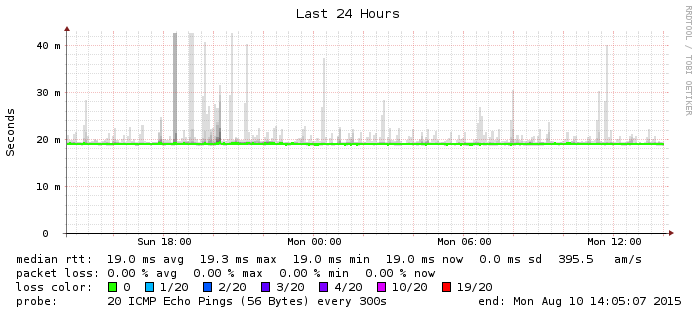 Last 24 Hours
RRDTOOL / TOBI OETIKER
Seconds
40 m
30 m
20 m
10 m
0
Sun 18:00 Mon 00:00 Mon 06:00 Mon 12:00
median rtt: 19.0 ms avg 19.3 ms max 19.0 ms min 19.0 ms now 0.0 ms sd 395.5 am/s
packet loss: 0.00 % avg 0.00 % max 0.00 % min 0.00 % now
loss color: 0 1/20 2/20 3/20 4/20 10/20 19/20
probe: 20 ICMP Echo Pings (56 Bytes) every 300s end: Mon Aug 10 14:05:07 2015